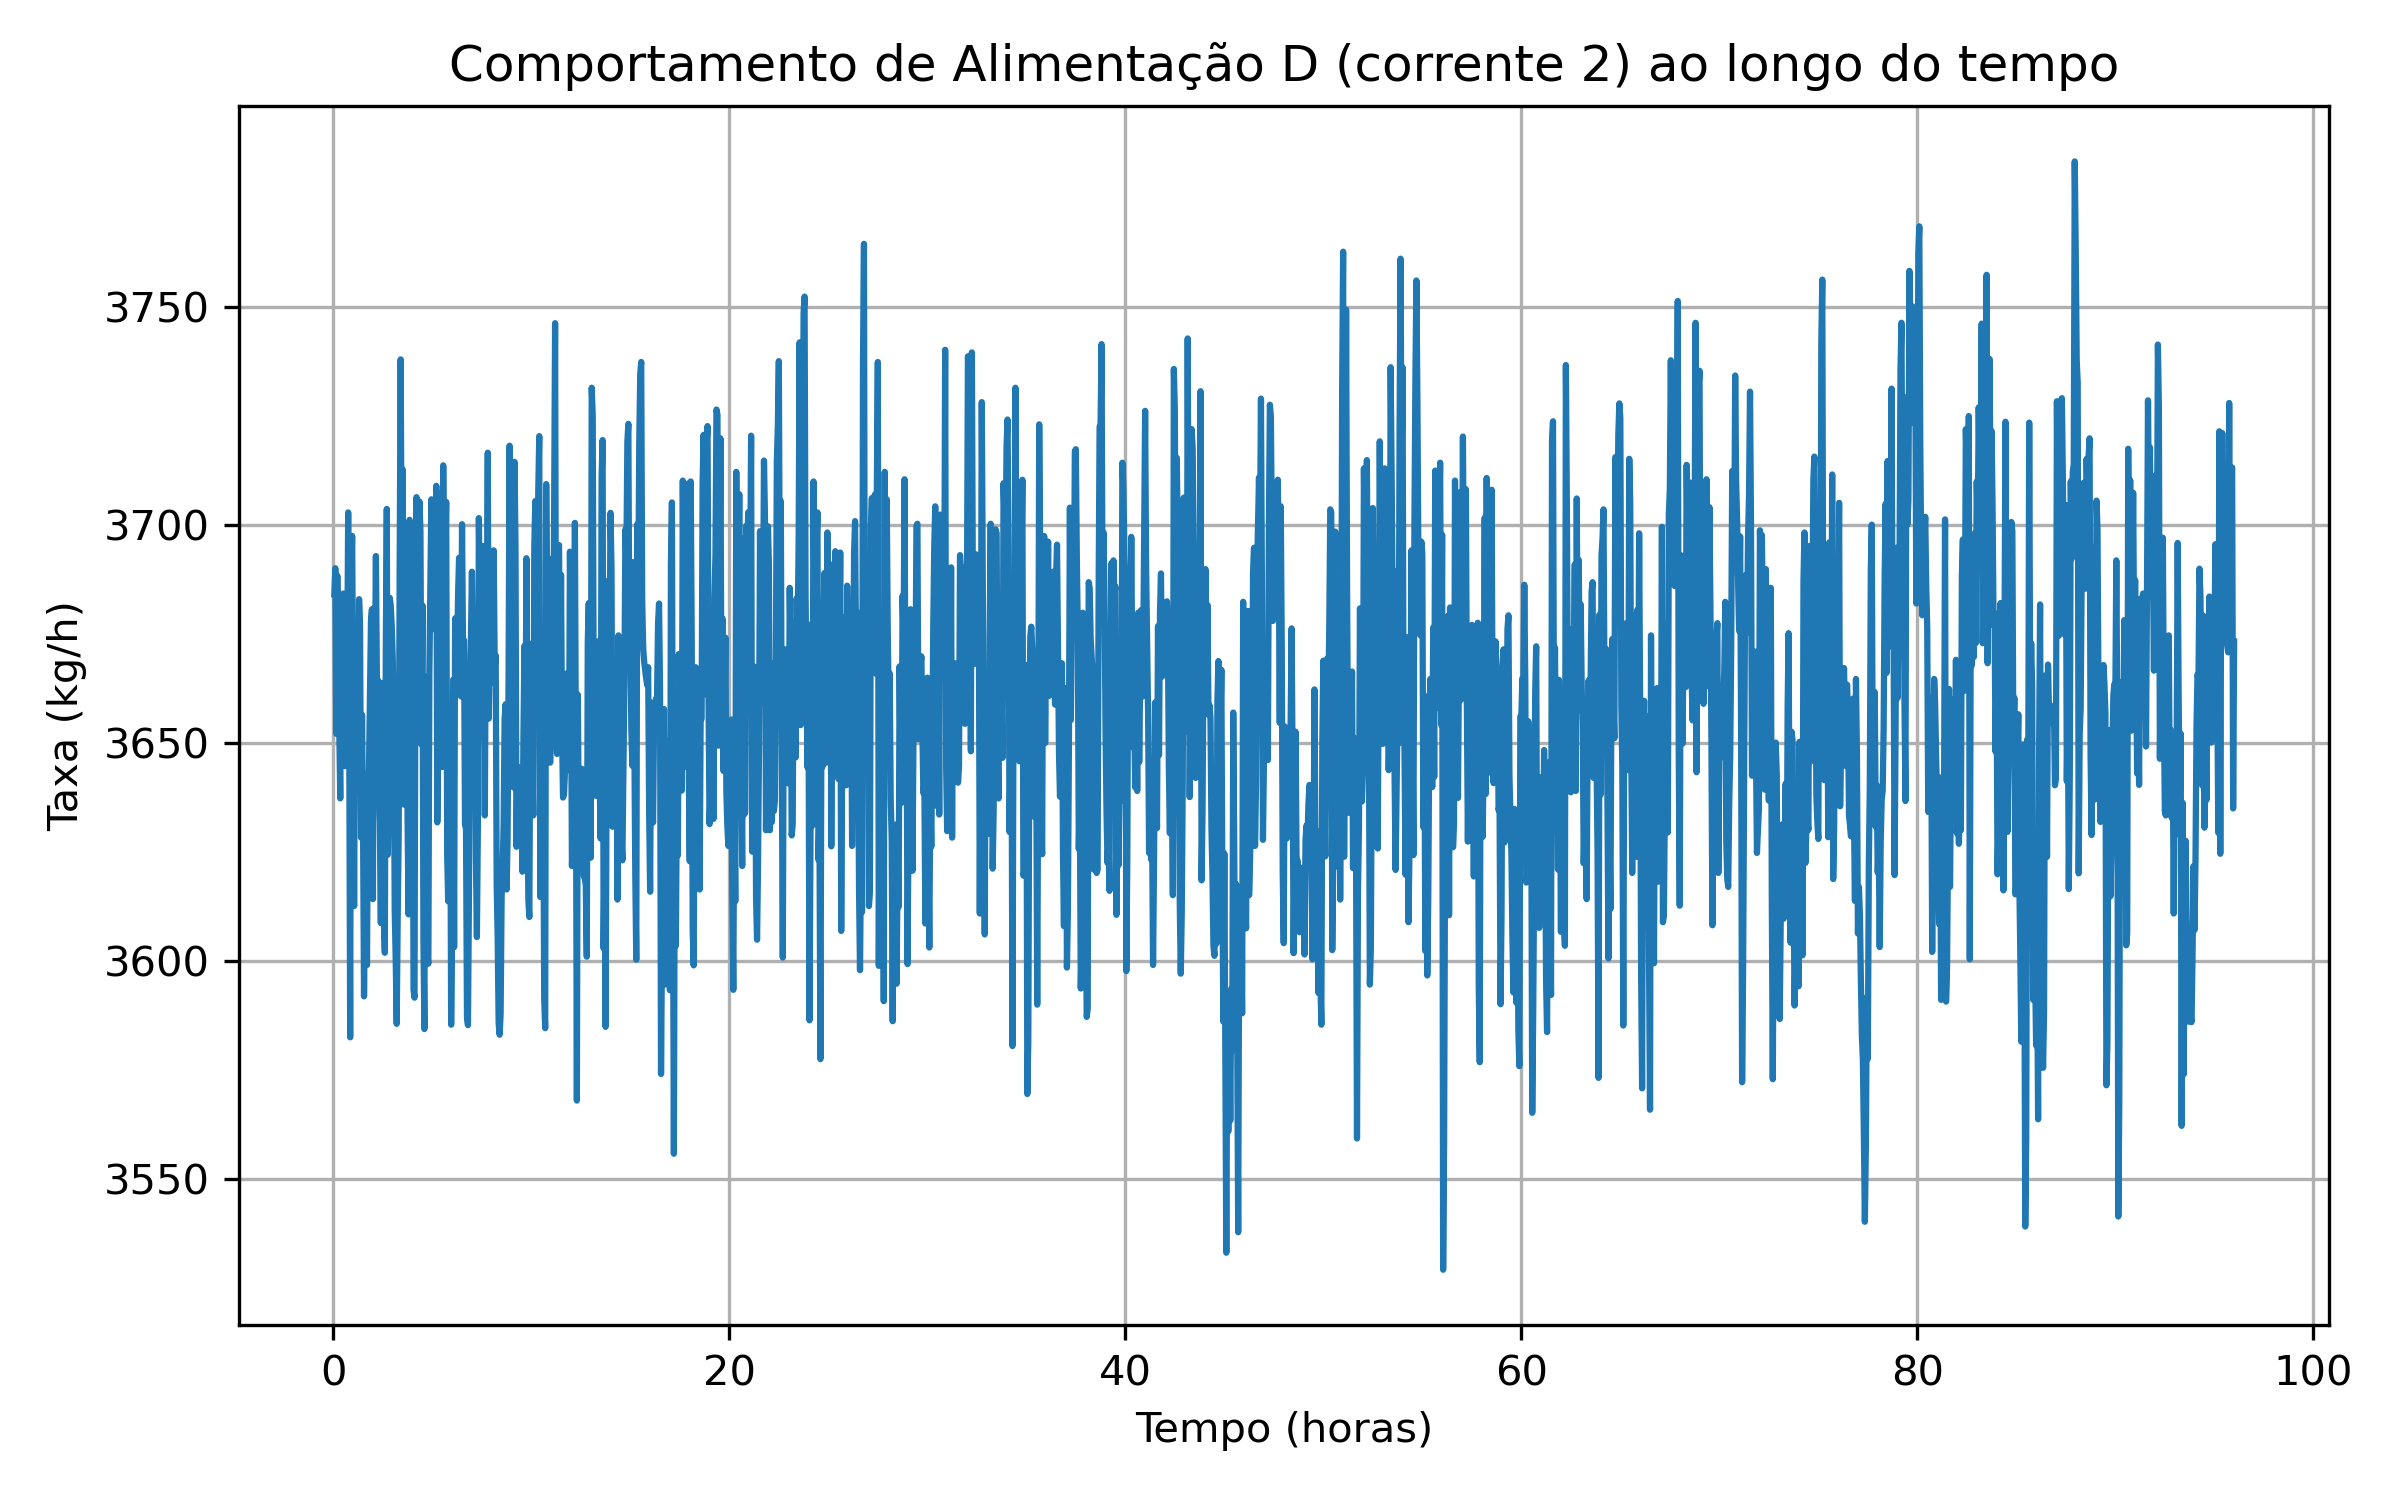 Comportamento de Alimentação D (corrente 2) ao longo do tempo
Taxa (kg/h)
3750
3700
3650
3600
3550
0 20 40 60 80 100
Tempo (horas)